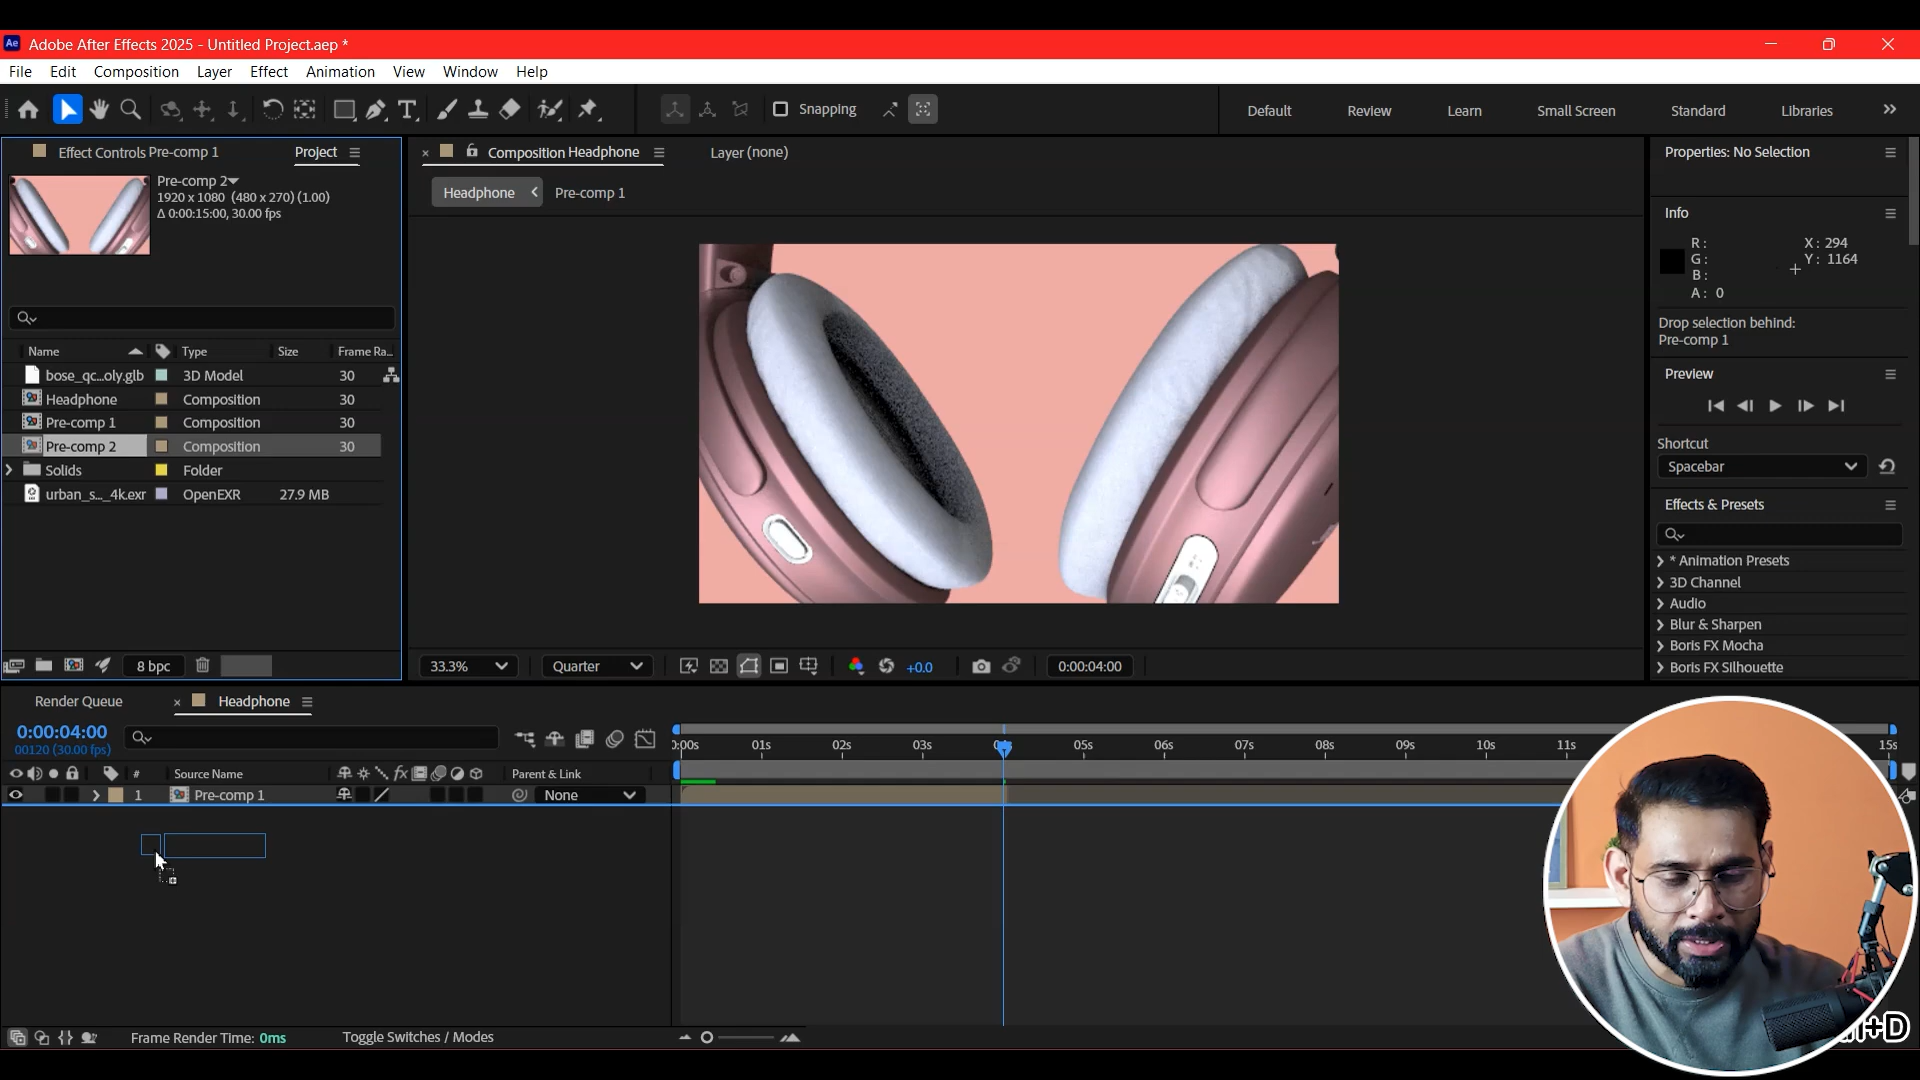 Ae Adobe After Effects 2025 - Untitled Project.aep *
File Edit Composition Layer Effect Animation View Window Help
T Snapping Default Review Learn Small Screen Standard Libraries
Effect Controls Pre-comp 1 Project
Pre-comp 2
1920 x 1080 (480 x 270) (1.00)
Δ 0:00:15:00, 30.00 fps
Name Type Size Frame Ra...
bose_qc...oly.glb 3D Model 30
Headphone Composition 30
Pre-comp 1 Composition 30
Pre-comp 2 Composition 30
Solids Folder
urban_s..._4k.exr OpenEXR 27.9 MB
8 bpc
Composition Headphone Layer (none)
Headphone Pre-comp 1
33.3% Quarter +0.0 0:00:04:00
Properties: No Selection
Info
R: X: 294
G: Y: 1164
B:
A: 0
Drop selection behind:
Pre-comp 1
Preview
Shortcut
Spacebar
Effects & Presets
* Animation Presets
3D Channel
Audio
Blur & Sharpen
Boris FX Mocha
Boris FX Silhouette
Render Queue Headphone
0:00:04:00
00120 (30.00 fps)
# Source Name fx Parent & Link
1 Pre-comp 1 None
0:00s 01s 02s 03s 05s 06s 07s 08s 09s 10s 11s 15s
Frame Render Time: 0ms Toggle Switches / Modes
+D